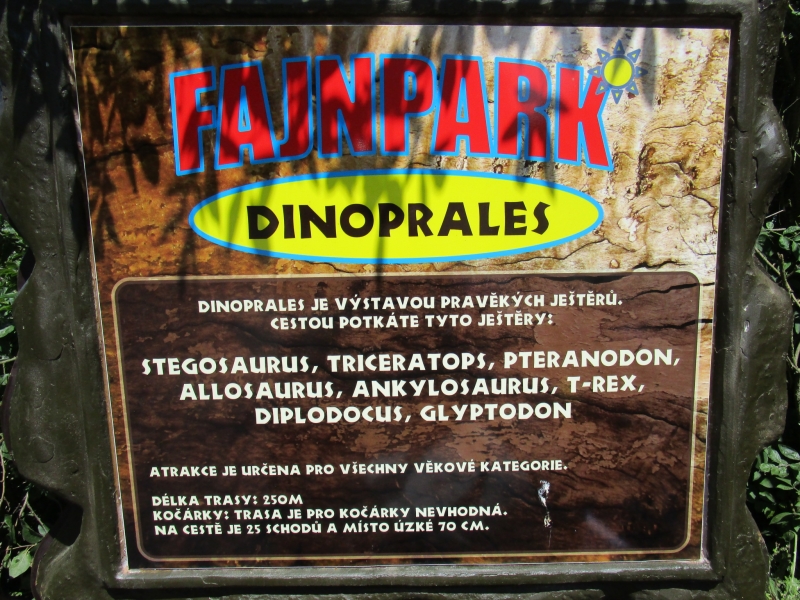 FAJNPARK
DINOPRALES
DINOPRALES JE VÝSTAVOU PRAVĚKÝCH JEŠTĚRŮ.
CESTOU POTKÁTE TYTO JEŠTĚRY:
STEGOSAURUS, TRICERATOPS, PTERANODON,
ALLOSAURUS, ANKYLOSAURUS, T-REX,
DIPLODOCUS, GLYPTODON
ATRAKCE JE URČENA PRO VŠECHNY VĚKOVÉ KATEGORIE.
DÉLKA TRASY: 250M
KOČÁRKY: TRASA JE PRO KOČÁRKY NEVHODNÁ.
NA CESTĚ JE 25 SCHODŮ A MÍSTO ÚZKÉ 70 CM.